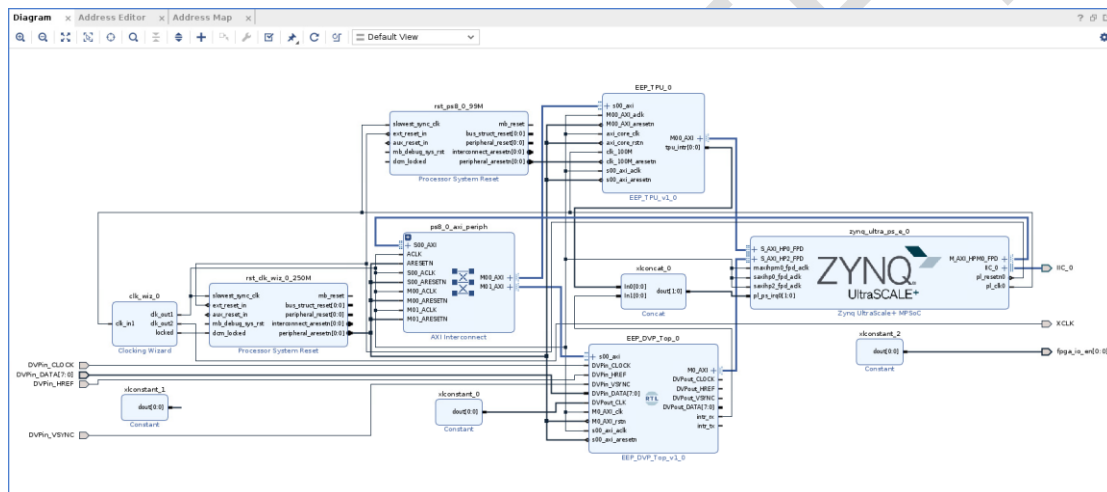 Diagram × Address Editor × Address Map ×
Default View
rst_ps8_0_99M
slowest_sync_clk
ext_reset_in
aux_reset_in
mb_debug_sys_rst
dcm_locked
mb_reset
bus_struct_reset[0:0]
peripheral_reset[0:0]
interconnect_aresetn[0:0]
peripheral_aresetn[0:0]
Processor System Reset
EEP_TPU_0
s00_axi
M00_AXI_aclk
M00_AXI_aresetn
axi_core_clk
axi_core_rstn
clk_100M
clk_100M_aresetn
s00_axi_aclk
s00_axi_aresetn
M00_AXI
tpu_intr[0:0]
EEP_TPU_v1_0
ps8_0_axi_periph
S00_AXI
ACLK
ARESETN
S00_ACLK
S00_ARESETN
M00_ACLK
M00_ARESETN
M01_ACLK
M01_ARESETN
M00_AXI
M01_AXI
AXI Interconnect
zynq_ultra_ps_e_0
S_AXI_HP0_FPD
S_AXI_HP2_FPD
maxihpm0_fpd_aclk
saxihp0_fpd_aclk
saxihp2_fpd_aclk
pl_ps_irq0[1:0]
ZYNQ
UltraSCALE+
M_AXI_HPM0_FPD
IIC_0
pl_resetn0
pl_clk0
Zynq UltraScale+ MPSoC
IIC_0
clk_wiz_0
clk_in1
clk_out1
clk_out2
locked
Clocking Wizard
rst_clk_wiz_0_250M
slowest_sync_clk
ext_reset_in
aux_reset_in
mb_debug_sys_rst
dcm_locked
mb_reset
bus_struct_reset[0:0]
peripheral_reset[0:0]
interconnect_aresetn[0:0]
peripheral_aresetn[0:0]
Processor System Reset
xlconcat_0
In0[0:0]
In1[0:0]
dout[1:0]
Concat
XCLK
xlconstant_2
dout[0:0]
Constant
fpga_io_en[0:0]
DVPin_CLOCK
DVPin_DATA[7:0]
DVPin_HREF
DVPin_VSYNC
xlconstant_1
dout[0:0]
Constant
xlconstant_0
dout[0:0]
Constant
EEP_DVP_Top_0
s00_axi
DVPin_CLOCK
DVPin_HREF
DVPin_VSYNC
DVPin_DATA[7:0]
DVPout_CLK
M0_AXI_clk
M0_AXI_rstn
s00_axi_aclk
s00_axi_aresetn
RTL
M0_AXI
DVPout_CLOCK
DVPout_HREF
DVPout_VSYNC
DVPout_DATA[7:0]
intr_rx
intr_tx
EEP_DVP_Top_v1_0